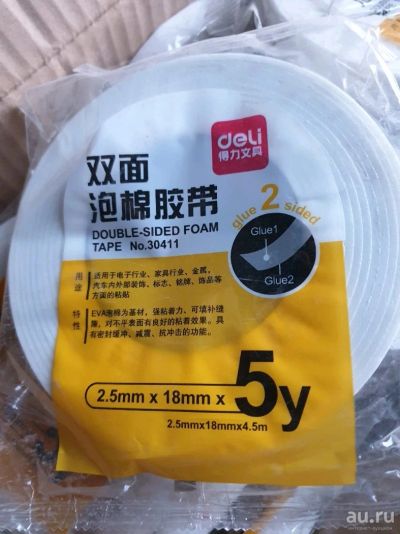 deli
得力文具
双面
泡棉胶带
DOUBLE-SIDED FOAM
TAPE No.30411
glue 2 sided
Glue1
Glue2
用途
适用于电子行业、家具行业、金属、
汽车内外部装饰、标志、铭牌、饰品等
方面的粘贴
特性
EVA泡棉为基材，强粘着力、可填补缝
隙，对不平表面有良好的粘着效果。具
有密封缓冲、减震、抗冲击的功能。
2.5mm x 18mm x 5y
2.5mmx18mmx4.5m
au.ru
интернет-аукцион